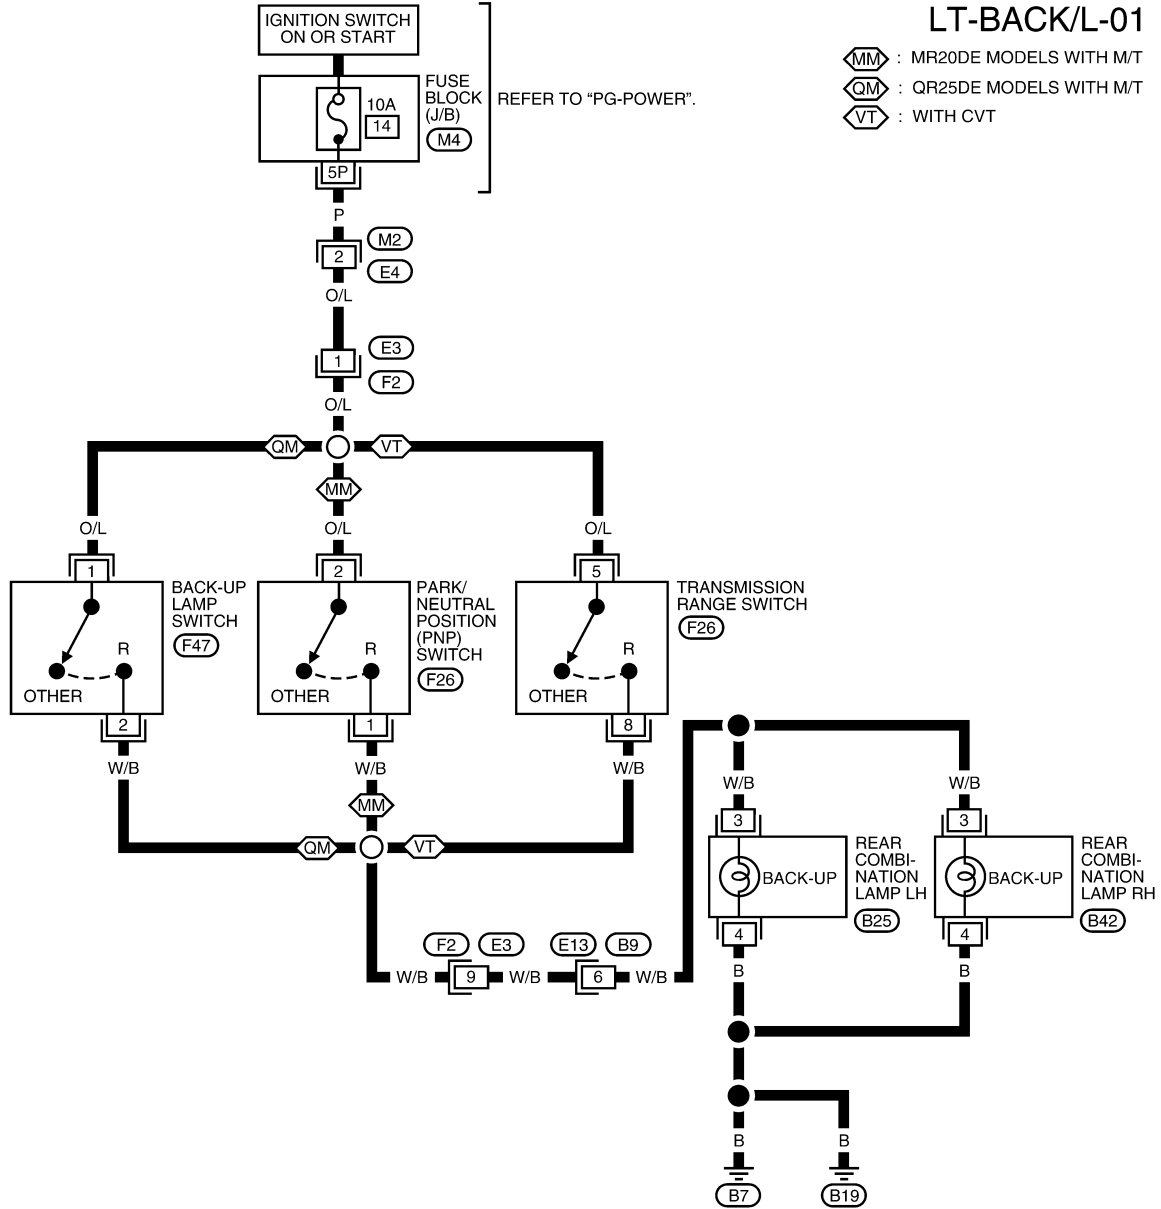 LT-BACK/L-01
MM : MR20DE MODELS WITH M/T
QM : QR25DE MODELS WITH M/T
VT : WITH CVT
IGNITION SWITCH
ON OR START
FUSE
BLOCK
(J/B)
M4
10A
14
REFER TO “PG-POWER”.
5P
P
M2
2
E4
O/L
E3
1
F2
O/L
QM
VT
MM
O/L
O/L
O/L
1
2
5
BACK-UP
LAMP
SWITCH
F47
R
OTHER
PARK/
NEUTRAL
POSITION
(PNP)
SWITCH
F26
R
OTHER
TRANSMISSION
RANGE SWITCH
F26
R
OTHER
2
1
8
W/B
W/B
W/B
MM
QM
VT
W/B
W/B
3
3
REAR
COMBI-
NATION
LAMP LH
B25
BACK-UP
REAR
COMBI-
NATION
LAMP RH
B42
BACK-UP
4
4
F2
E3
E13
B9
W/B
9
W/B
6
W/B
B
B
B
B
B7
B19